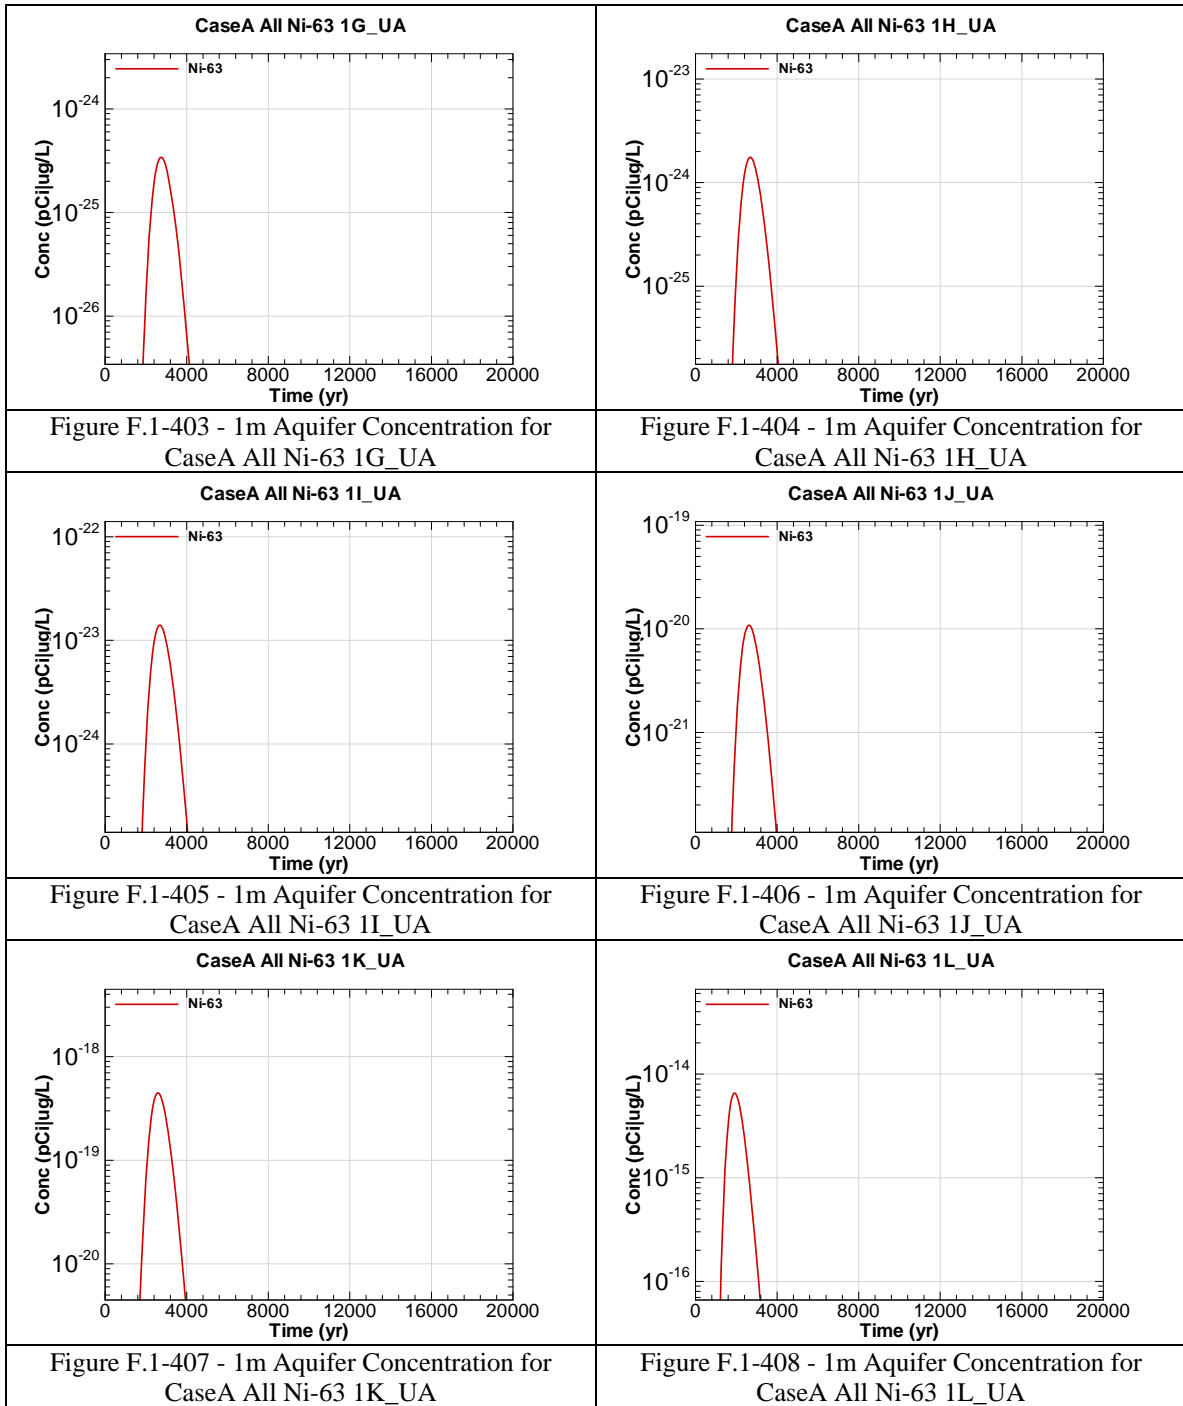 CaseA All Ni-63 1G_UA
Ni-63
10-24
10-25
10-26
Conc (pCi|ug/L)
0 4000 8000 12000 16000 20000
Time (yr)
Figure F.1-403 - 1m Aquifer Concentration for
CaseA All Ni-63 1G_UA
CaseA All Ni-63 1H_UA
Ni-63
10-23
10-24
10-25
Conc (pCi|ug/L)
0 4000 8000 12000 16000 20000
Time (yr)
Figure F.1-404 - 1m Aquifer Concentration for
CaseA All Ni-63 1H_UA
CaseA All Ni-63 1I_UA
Ni-63
10-22
10-23
10-24
Conc (pCi|ug/L)
0 4000 8000 12000 16000 20000
Time (yr)
Figure F.1-405 - 1m Aquifer Concentration for
CaseA All Ni-63 1I_UA
CaseA All Ni-63 1J_UA
Ni-63
10-19
10-20
10-21
Conc (pCi|ug/L)
0 4000 8000 12000 16000 20000
Time (yr)
Figure F.1-406 - 1m Aquifer Concentration for
CaseA All Ni-63 1J_UA
CaseA All Ni-63 1K_UA
Ni-63
10-18
10-19
10-20
Conc (pCi|ug/L)
0 4000 8000 12000 16000 20000
Time (yr)
Figure F.1-407 - 1m Aquifer Concentration for
CaseA All Ni-63 1K_UA
CaseA All Ni-63 1L_UA
Ni-63
10-14
10-15
10-16
Conc (pCi|ug/L)
0 4000 8000 12000 16000 20000
Time (yr)
Figure F.1-408 - 1m Aquifer Concentration for
CaseA All Ni-63 1L_UA